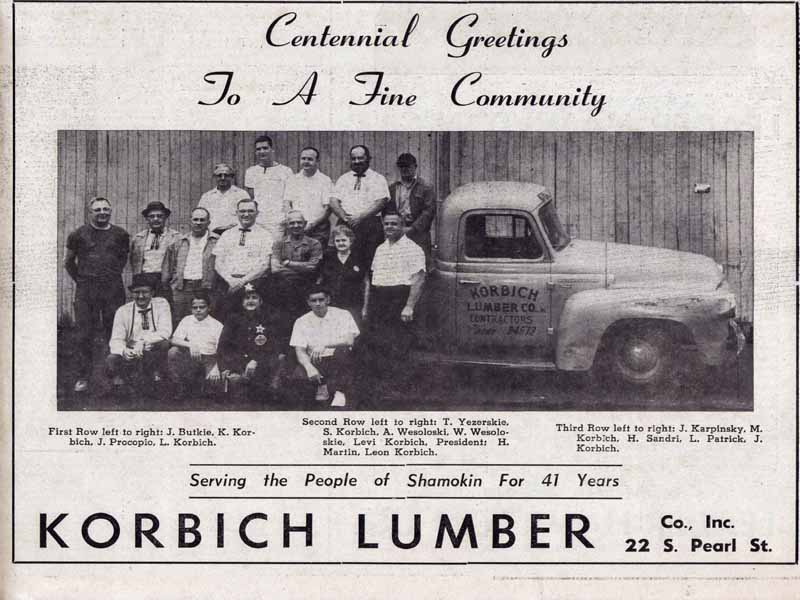 Centennial Greetings
To A Fine Community
KORBICH
LUMBER CO.
CONTRACTORS
First Row left to right: J. Butkie, K. Kor-
bich, J. Procopio, L. Korbich.
Second Row left to right: T. Yezerskie,
S. Korbich, A. Wesoloski, W. Wesolo-
skie, Levi Korbich, President; H.
Martin, Leon Korbich.
Third Row left to right: J. Karpinsky, M.
Korbich, H. Sandri, L. Patrick, J.
Korbich.
Serving the People of Shamokin For 41 Years
KORBICH LUMBER Co., Inc.
22 S. Pearl St.